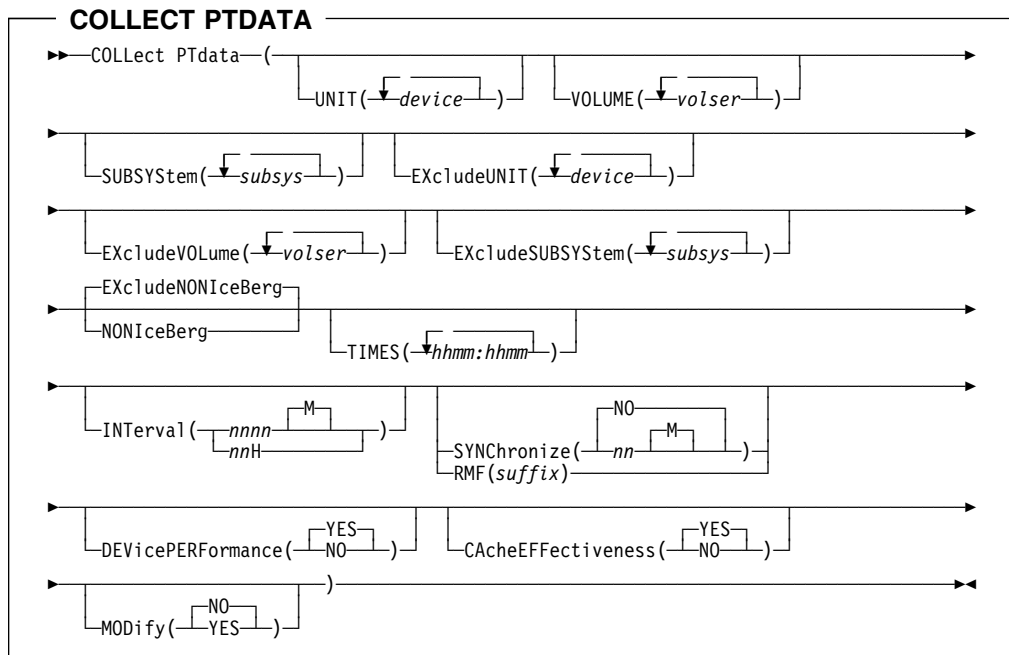 COLLECT PTDATA
COLLect PTdata ( UNIT( device ) VOLUME( volser )
SUBSYStem( subsys ) EXcludeUNIT( device )
EXcludeVOLume( volser ) EXcludeSUBSYStem( subsys )
EXcludeNONIceBerg
NONIceBerg
TIMES( hhmm:hhmm )
INTerval( nnnn M )
nnH
NO
SYNChronize( nn M )
RMF(suffix)
YES YES
DEVicePERFormance( NO ) CAcheEFFectiveness( NO )
)
NO
MODify( YES )